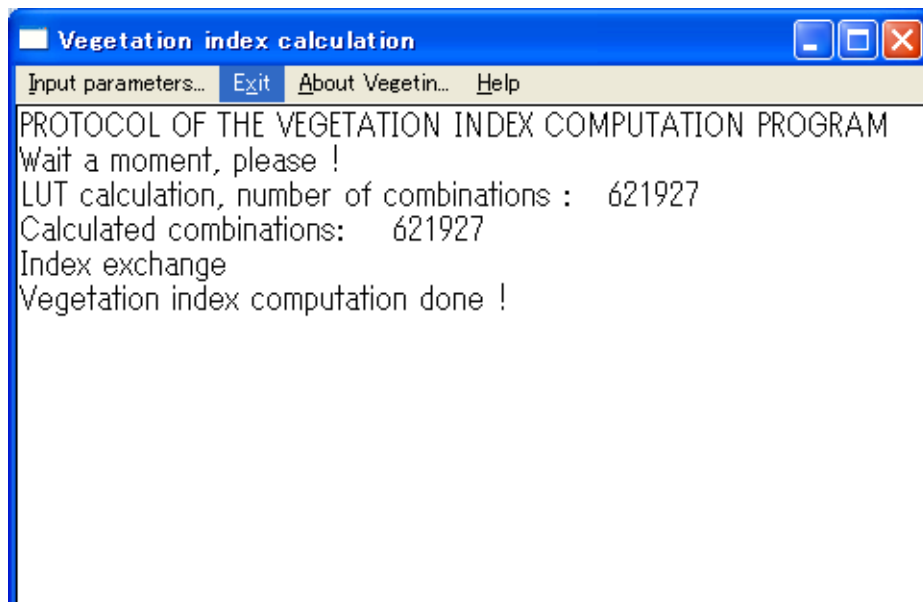 Vegetation index calculation
Input parameters... Exit About Vegetin... Help
PROTOCOL OF THE VEGETATION INDEX COMPUTATION PROGRAM
Wait a moment, please !
LUT calculation, number of combinations : 621927
Calculated combinations: 621927
Index exchange
Vegetation index computation done !